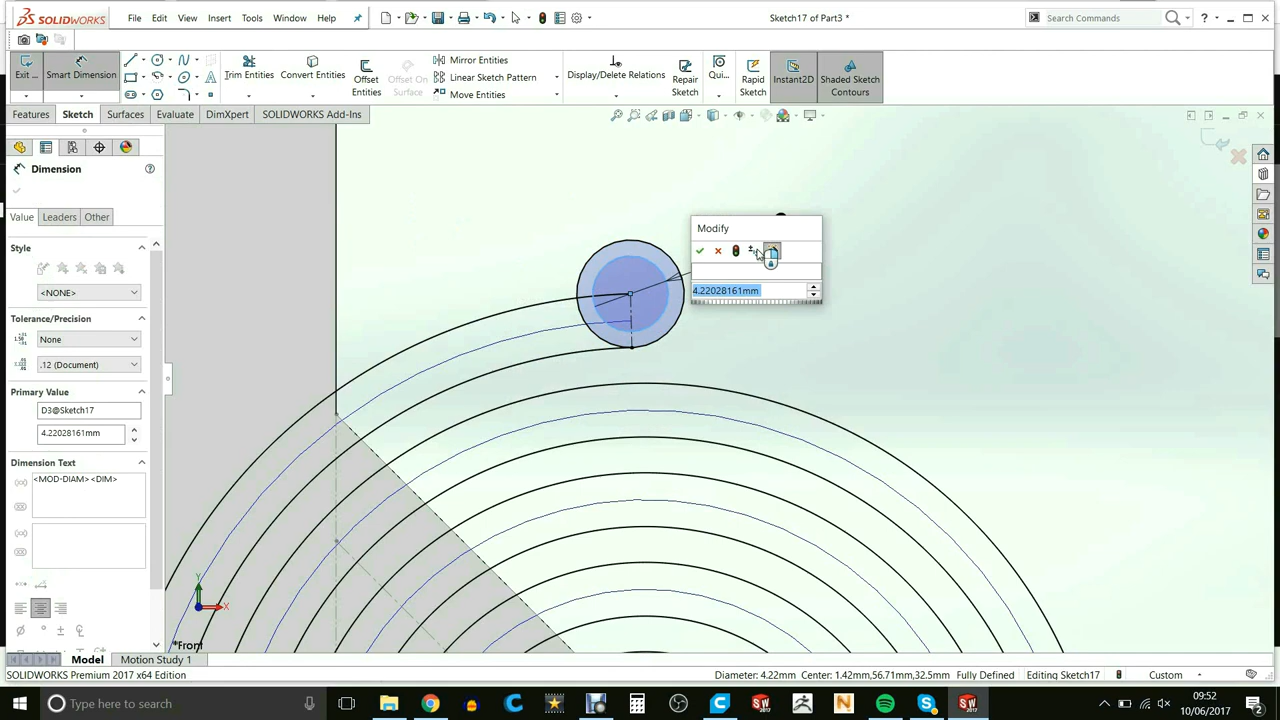 SOLIDWORKS
File Edit View Insert Tools Window Help
Sketch17 of Part3 *
Search Commands
Exit ...
Smart Dimension
Trim Entities
Convert Entities
Offset Entities
Offset On Surface
Mirror Entities
Linear Sketch Pattern
Move Entities
Display/Delete Relations
Repair Sketch
Qui...
Rapid Sketch
Instant2D
Shaded Sketch Contours
Features Sketch Surfaces Evaluate DimXpert SOLIDWORKS Add-Ins
Dimension
Value Leaders Other
Style
<NONE>
Tolerance/Precision
None
.12 (Document)
Primary Value
D3@Sketch17
4.22028161mm
Dimension Text
<MOD-DIAM><DIM>
Modify
4.22028161mm
Y
X
*Front
Model Motion Study 1
SOLIDWORKS Premium 2017 x64 Edition
Diameter: 4.22mm Center: 1.42mm,56.71mm,32.5mm Fully Defined Editing Sketch17 Custom
Type here to search
09:52
10/06/2017